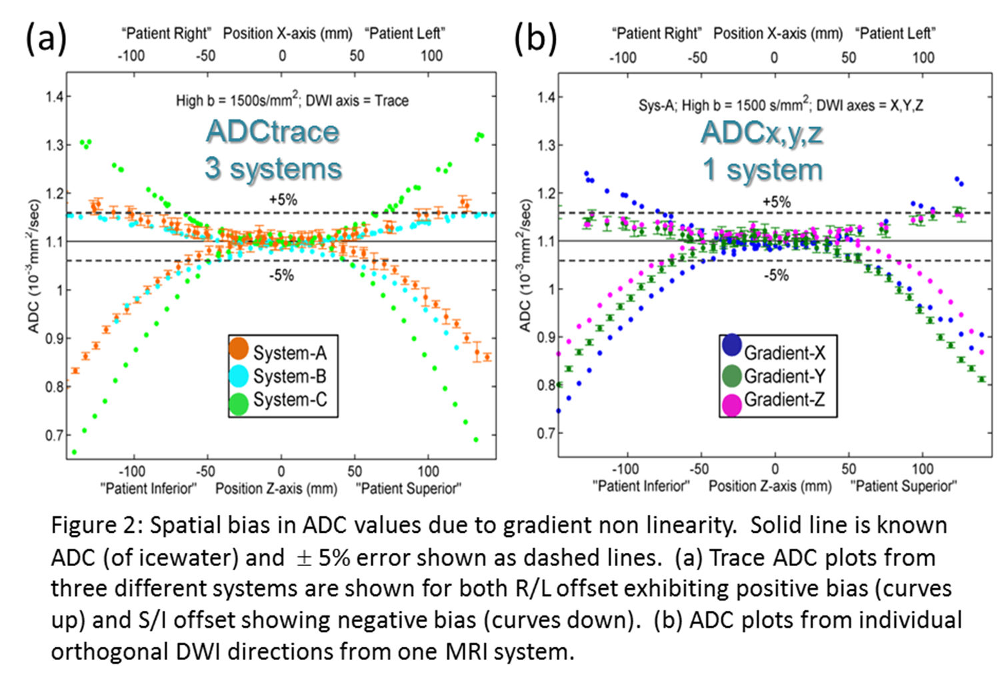 (a)
"Patient Right" Position X-axis (mm) "Patient Left"
-100 -50 0 50 100
High b = 1500s/mm²; DWI axis = Trace
ADCtrace
3 systems
+5%
-5%
ADC (10⁻³mm²/sec)
1.4
1.3
1.2
1.1
1
0.9
0.8
0.7
System-A
System-B
System-C
-100 -50 0 50 100
"Patient Inferior" Position Z-axis (mm) "Patient Superior"
(b)
"Patient Right" Position X-axis (mm) "Patient Left"
-100 -50 0 50 100
Sys-A; High b = 1500 s/mm²; DWI axes = X,Y,Z
ADCx,y,z
1 system
+5%
-5%
ADC (10⁻³mm²/sec)
1.4
1.3
1.2
1.1
1
0.9
0.8
0.7
Gradient-X
Gradient-Y
Gradient-Z
-100 -50 0 50 100
"Patient Inferior" Position Z-axis (mm) "Patient Superior"
Figure 2: Spatial bias in ADC values due to gradient non linearity. Solid line is known
ADC (of icewater) and ± 5% error shown as dashed lines. (a) Trace ADC plots from
three different systems are shown for both R/L offset exhibiting positive bias (curves
up) and S/I offset showing negative bias (curves down). (b) ADC plots from individual
orthogonal DWI directions from one MRI system.